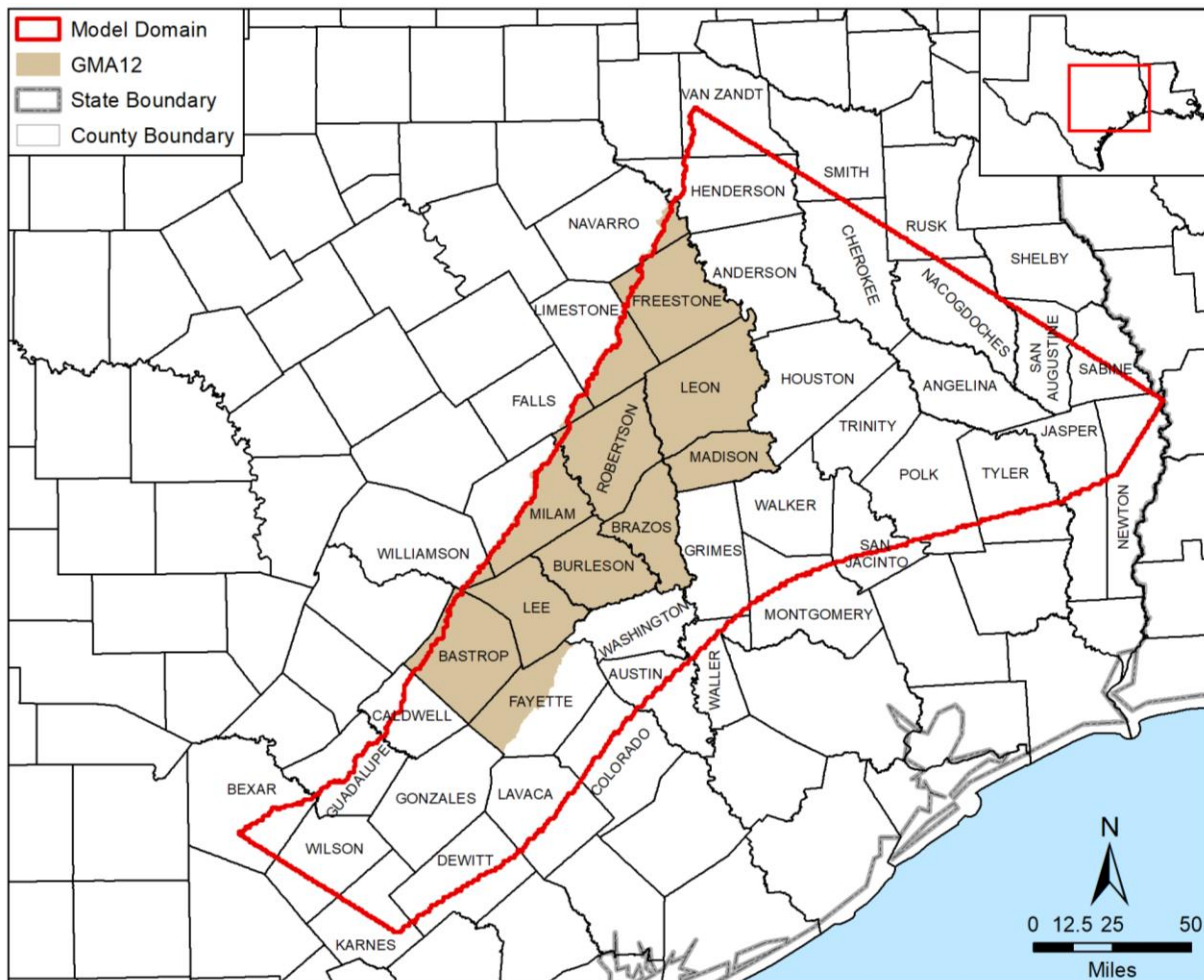 Model Domain
GMA12
State Boundary
County Boundary
VAN ZANDT
SMITH
HENDERSON
NAVARRO
RUSK
SHELBY
ANDERSON
CHEROKEE
NACOGDOCHES
FREESTONE
LIMESTONE
SAN
AUGUSTINE
SABINE
LEON
HOUSTON
ANGELINA
FALLS
TRINITY
JASPER
ROBERTSON
MADISON
POLK
TYLER
MILAM
WALKER
BRAZOS
NEWTON
WILLIAMSON
GRIMES
SAN
JACINTO
BURLESON
LEE
MONTGOMERY
WASHINGTON
BASTROP
AUSTIN
WALLER
FAYETTE
CALDWELL
COLORADO
BEXAR
GUADALUPE
GONZALES
LAVACA
WILSON
DEWITT
KARNES
N
0 12.5 25 50
Miles